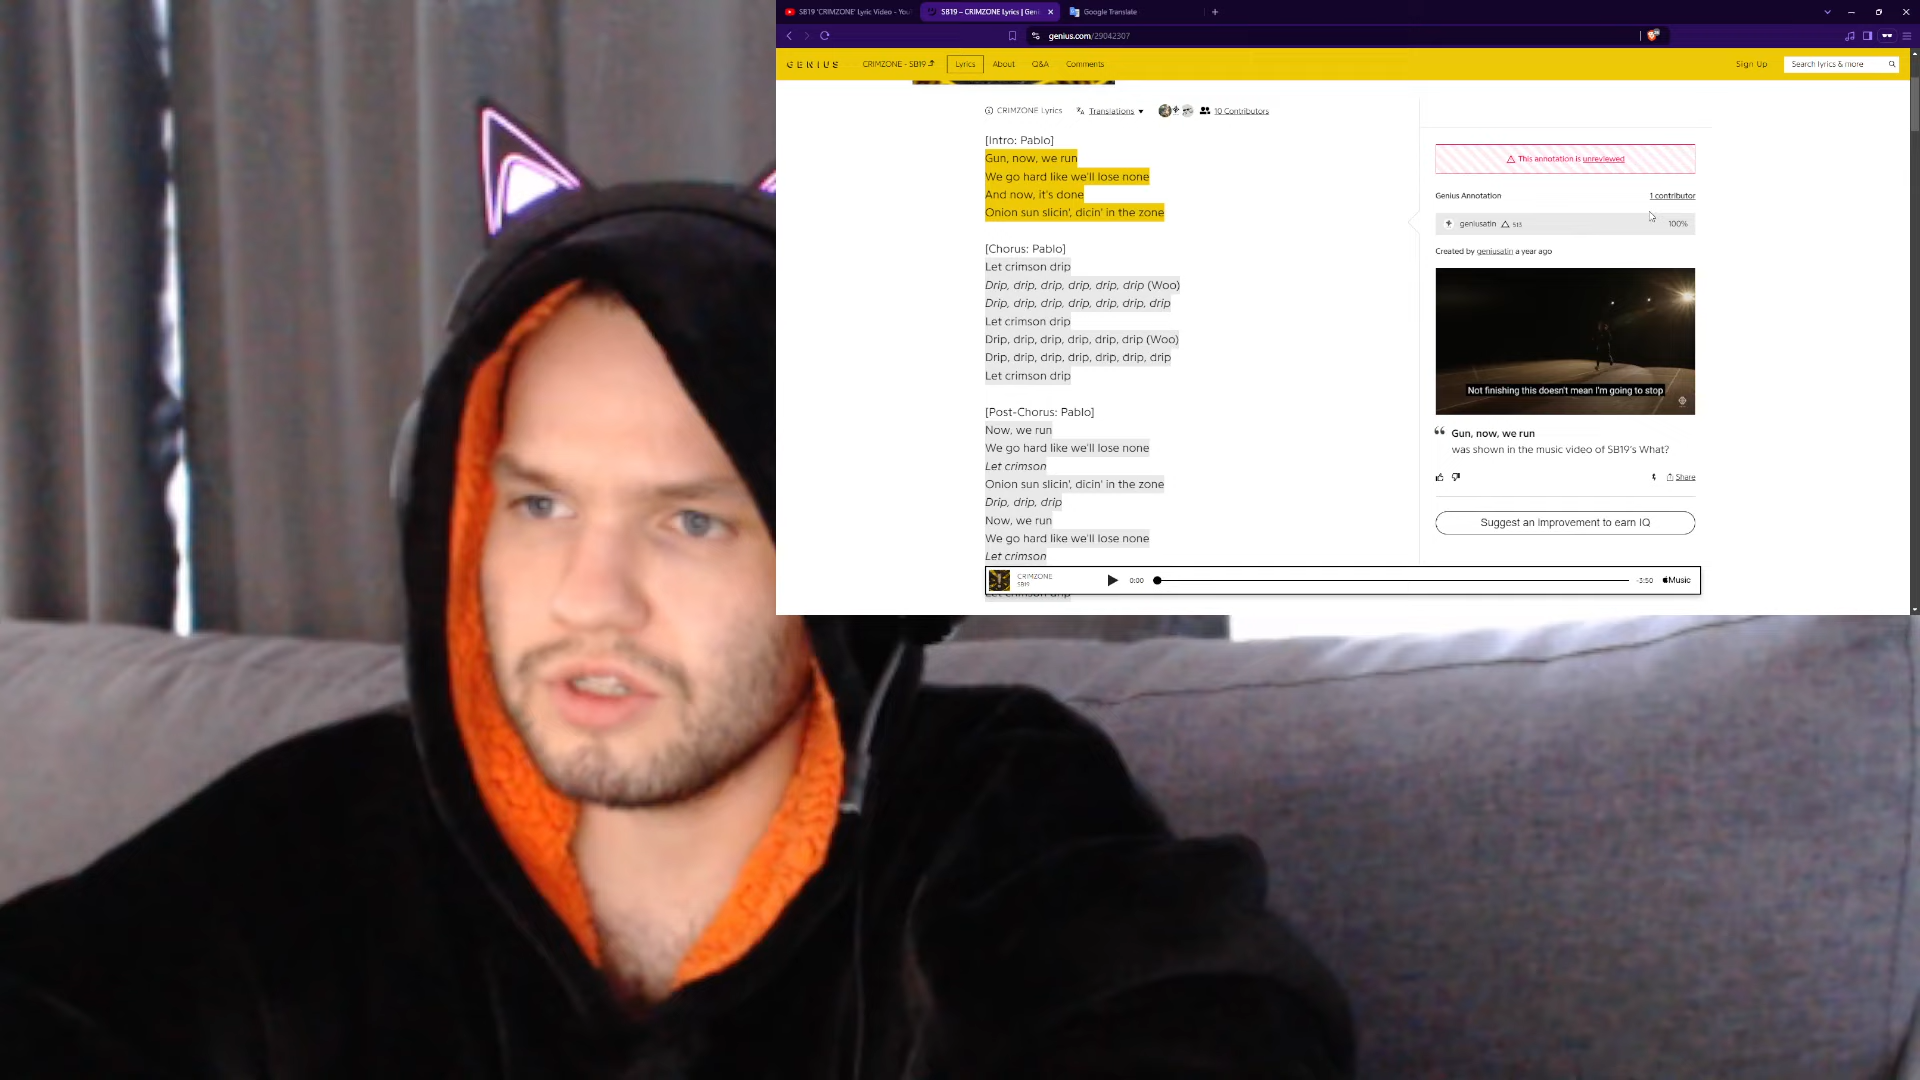 SB19 'CRIMZONE' Lyric Video - You
SB19 – CRIMZONE Lyrics | Geni
Google Translate
genius.com/29042307
GENIUS
CRIMZONE - SB19
Lyrics
About
Q&A
Comments
Sign Up
Search lyrics & more
CRIMZONE Lyrics
Translations
10 Contributors
[Intro: Pablo]
Gun, now, we run
We go hard like we'll lose none
And now, it's done
Onion sun slicin', dicin' in the zone
[Chorus: Pablo]
Let crimson drip
Drip, drip, drip, drip, drip, drip (Woo)
Drip, drip, drip, drip, drip, drip, drip
Let crimson drip
Drip, drip, drip, drip, drip, drip (Woo)
Drip, drip, drip, drip, drip, drip, drip
Let crimson drip
[Post-Chorus: Pablo]
Now, we run
We go hard like we'll lose none
Let crimson
Onion sun slicin', dicin' in the zone
Drip, drip, drip
Now, we run
We go hard like we'll lose none
Let crimson
This annotation is unreviewed
Genius Annotation
1 contributor
geniusatin
513
100%
Created by geniusatin a year ago
Not finishing this doesn't mean I'm going to stop
Gun, now, we run
was shown in the music video of SB19's What?
Share
Suggest an improvement to earn IQ
CRIMZONE
SB19
0:00
-3:50
Music
Let crimson drip